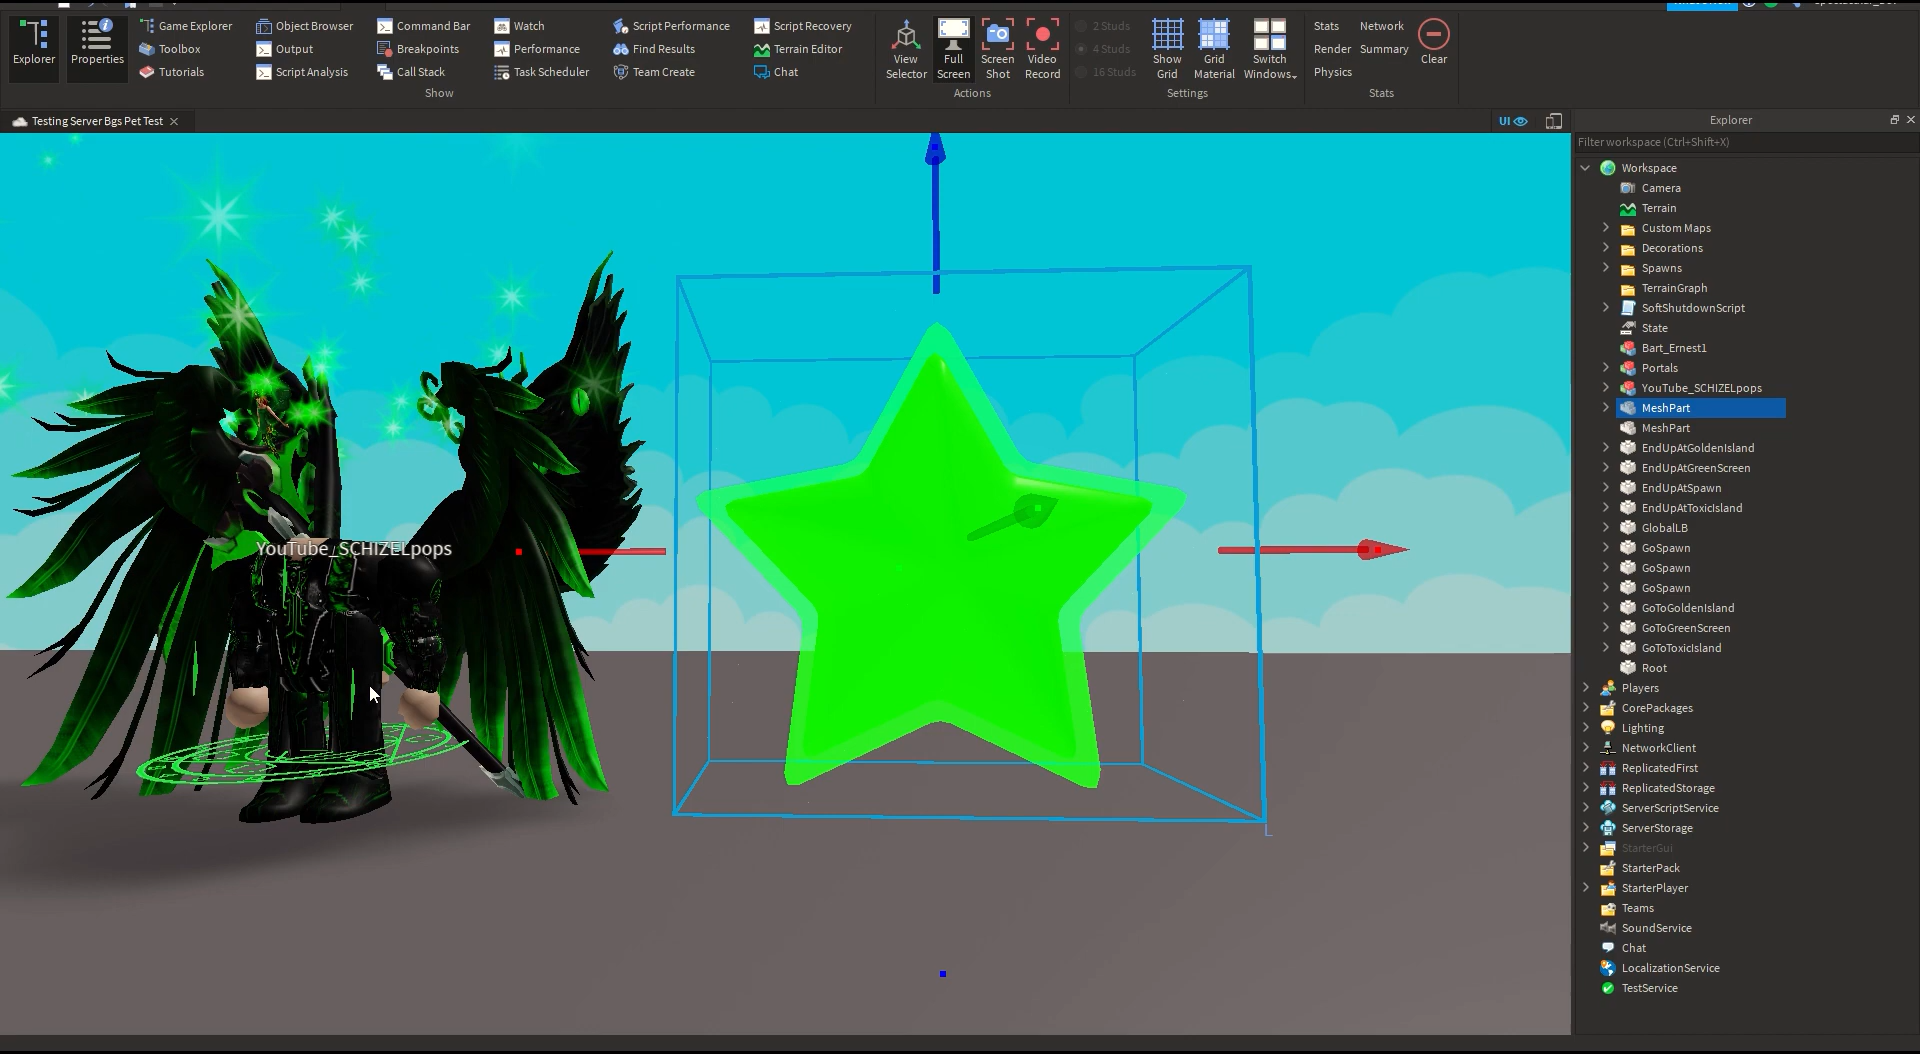 Game Explorer Object Browser Command Bar Watch Script Performance Script Recovery
Toolbox Output Breakpoints Performance Find Results Terrain Editor
Tutorials Script Analysis Call Stack Task Scheduler Team Create Chat
Explorer Properties
Show
View Selector Full Screen Screen Shot Video Record
Actions
2 Studs
4 Studs
16 Studs
Show Grid Grid Material Switch Windows
Settings
Stats Network
Render Summary
Physics
Clear
Stats
Testing Server Bgs Pet Test
UI
Explorer
Filter workspace (Ctrl+Shift+X)
Workspace
Camera
Terrain
Custom Maps
Decorations
Spawns
TerrainGraph
SoftShutdownScript
State
Bart_Ernest1
Portals
YouTube_SCHIZELpops
MeshPart
MeshPart
EndUpAtGoldenIsland
EndUpAtGreenScreen
EndUpAtSpawn
EndUpAtToxicIsland
GlobalLB
GoSpawn
GoSpawn
GoSpawn
GoToGoldenIsland
GoToGreenScreen
GoToToxicIsland
Root
Players
CorePackages
Lighting
NetworkClient
ReplicatedFirst
ReplicatedStorage
ServerScriptService
ServerStorage
StarterGui
StarterPack
StarterPlayer
Teams
SoundService
Chat
LocalizationService
TestService
YouTube_SCHIZELpops
L